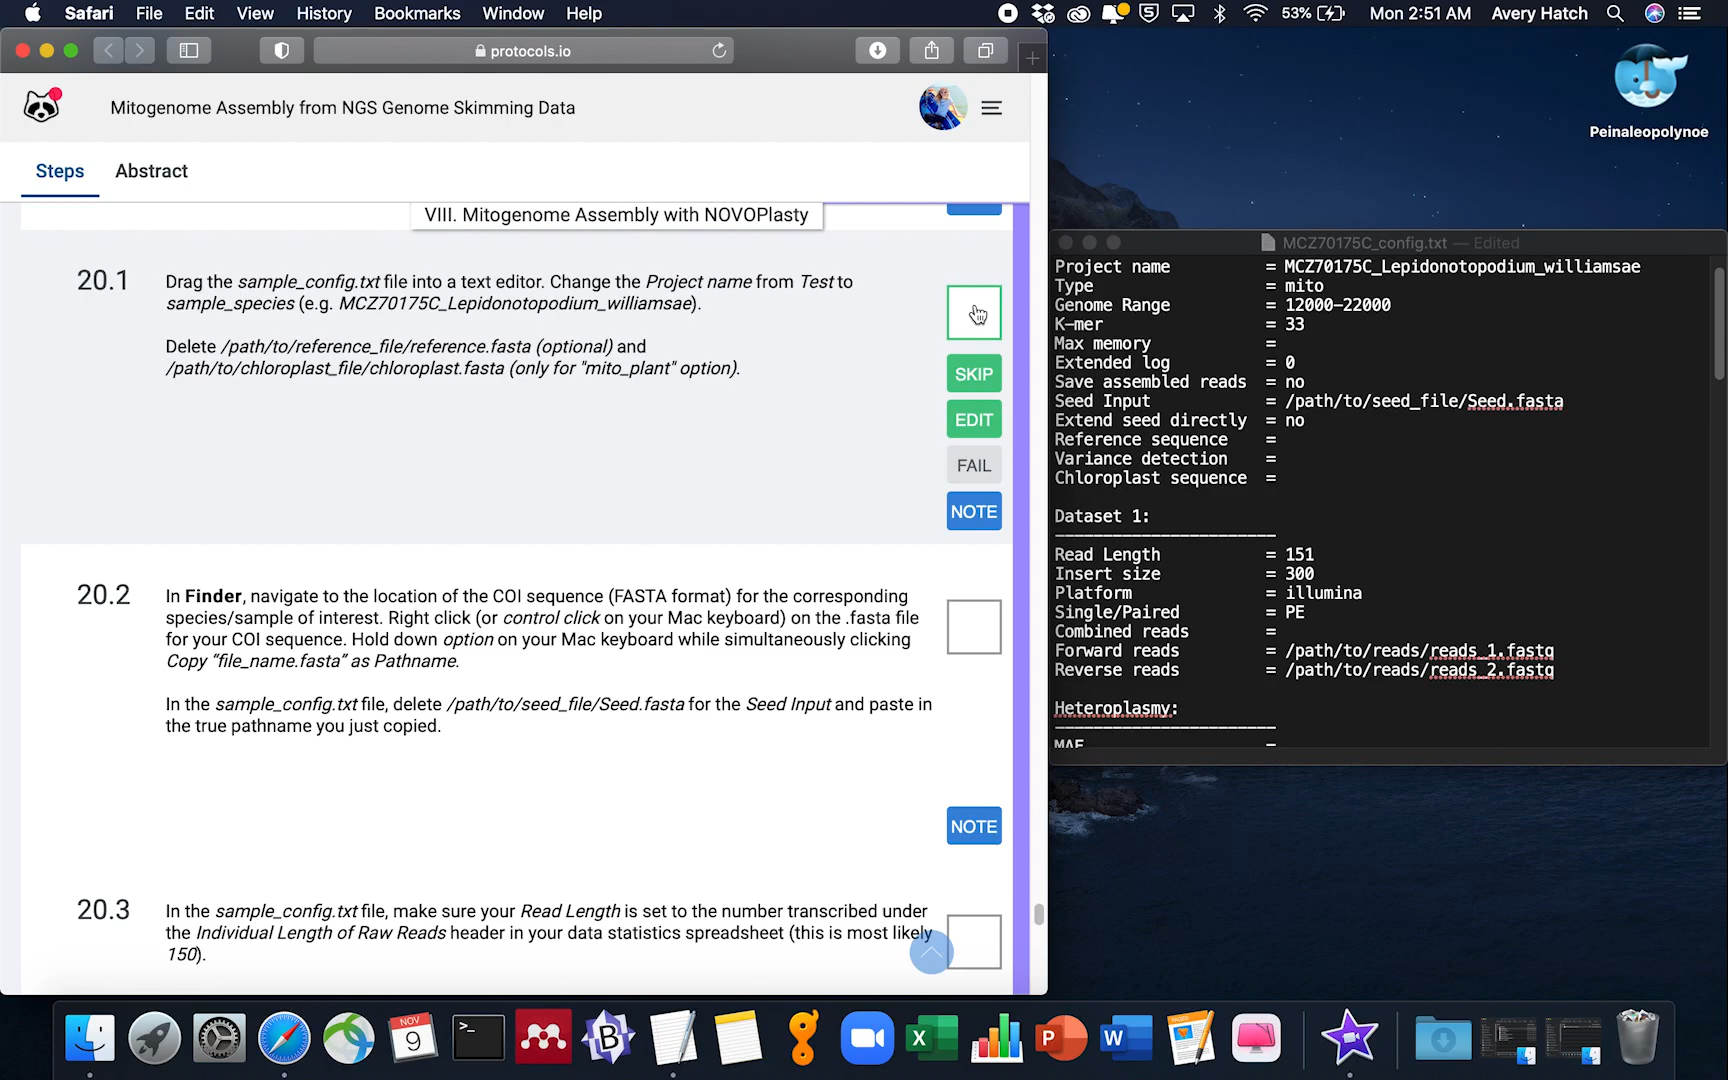 Safari File Edit View History Bookmarks Window Help 53% Mon 2:51 AM Avery Hatch
protocols.io
Mitogenome Assembly from NGS Genome Skimming Data
Steps Abstract
VIII. Mitogenome Assembly with NOVOPlasty
20.1 Drag the sample_config.txt file into a text editor. Change the Project name from Test to
sample_species (e.g. MCZ70175C_Lepidonotopodium_williamsae).
Delete /path/to/reference_file/reference.fasta (optional) and
/path/to/chloroplast_file/chloroplast.fasta (only for "mito_plant" option).
SKIP
EDIT
FAIL
NOTE
20.2 In Finder, navigate to the location of the COI sequence (FASTA format) for the corresponding
species/sample of interest. Right click (or control click on your Mac keyboard) on the .fasta file
for your COI sequence. Hold down option on your Mac keyboard while simultaneously clicking
Copy “file_name.fasta” as Pathname.
In the sample_config.txt file, delete /path/to/seed_file/Seed.fasta for the Seed Input and paste in
the true pathname you just copied.
NOTE
20.3 In the sample_config.txt file, make sure your Read Length is set to the number transcribed under
the Individual Length of Raw Reads header in your data statistics spreadsheet (this is most likely
150).
Peinaleopolynoe
MCZ70175C_config.txt — Edited
Project name = MCZ70175C_Lepidonotopodium_williamsae
Type = mito
Genome Range = 12000-22000
K-mer = 33
Max memory =
Extended log = 0
Save assembled reads = no
Seed Input = /path/to/seed_file/Seed.fasta
Extend seed directly = no
Reference sequence =
Variance detection =
Chloroplast sequence =
Dataset 1:
-----------------------
Read Length = 151
Insert size = 300
Platform = illumina
Single/Paired = PE
Combined reads =
Forward reads = /path/to/reads/reads_1.fastq
Reverse reads = /path/to/reads/reads_2.fastq
Heteroplasmy:
-----------------------
MAF =
NOV
9